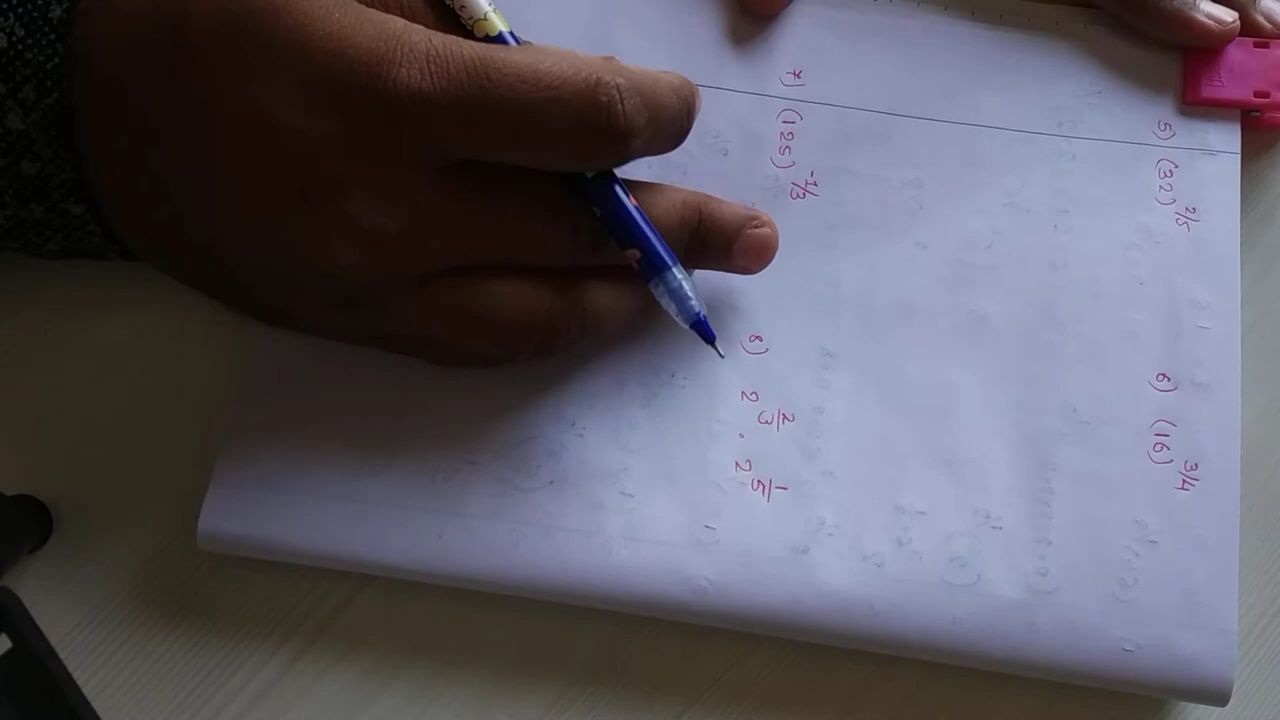 5) (32)^2/5 6) (16)^3/4
7) (125)^-1/3 8) 2^2/3 . 2^1/5